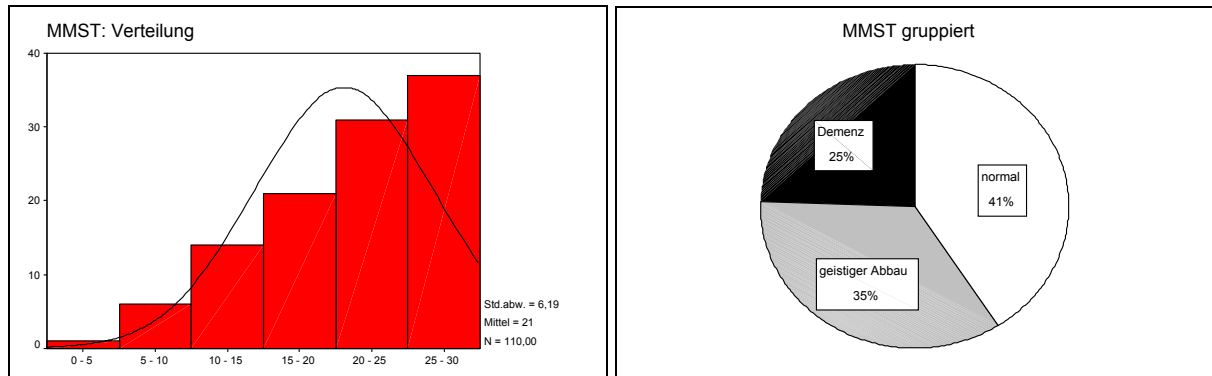 MMST: Verteilung
40
30
20
10
0
0 - 5
5 - 10
10 - 15
15 - 20
20 - 25
25 - 30
Std.abw. = 6,19
Mittel = 21
N = 110,00
MMST gruppiert
Demenz
25%
normal
41%
geistiger Abbau
35%